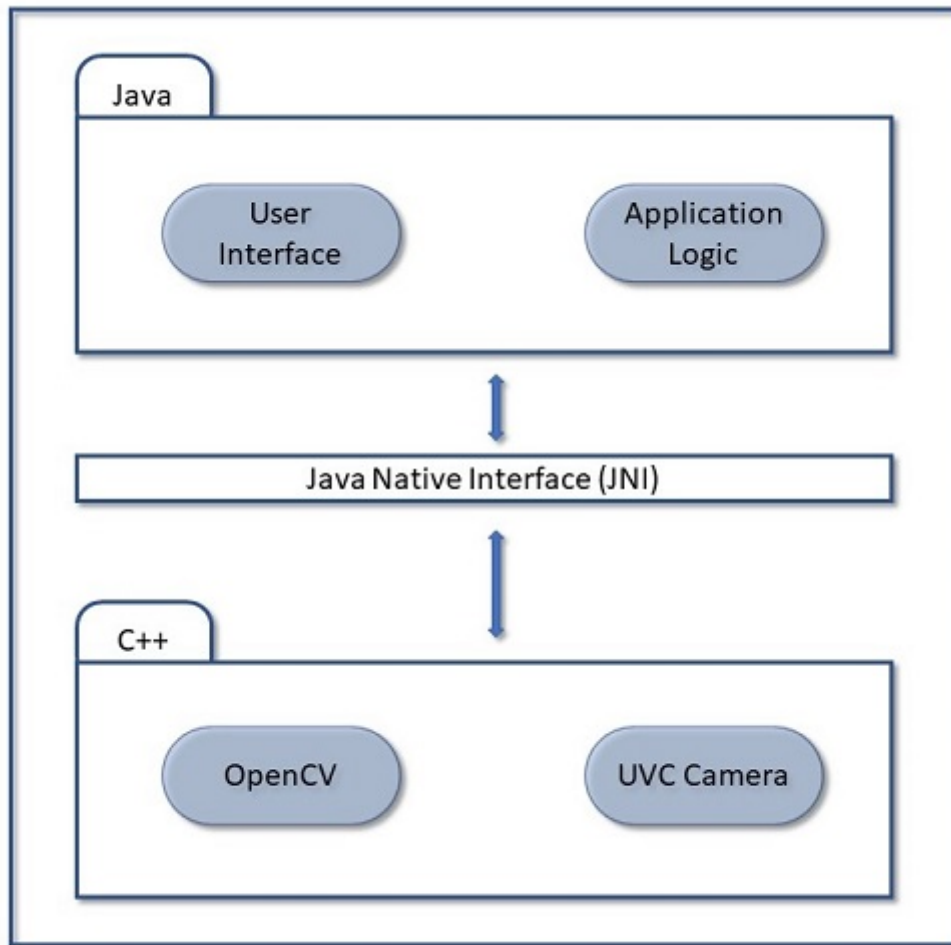 Java
User
Interface
Application
Logic
Java Native Interface (JNI)
C++
OpenCV
UVC Camera